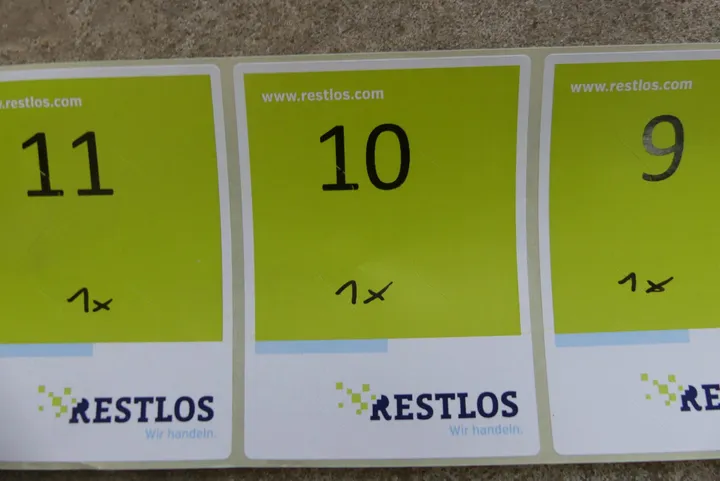 .restlos.com
11
1x
RESTLOS
Wir handeln.
www.restlos.com
10
1x
RESTLOS
Wir handeln.
www.restlos.com
9
1x
RE